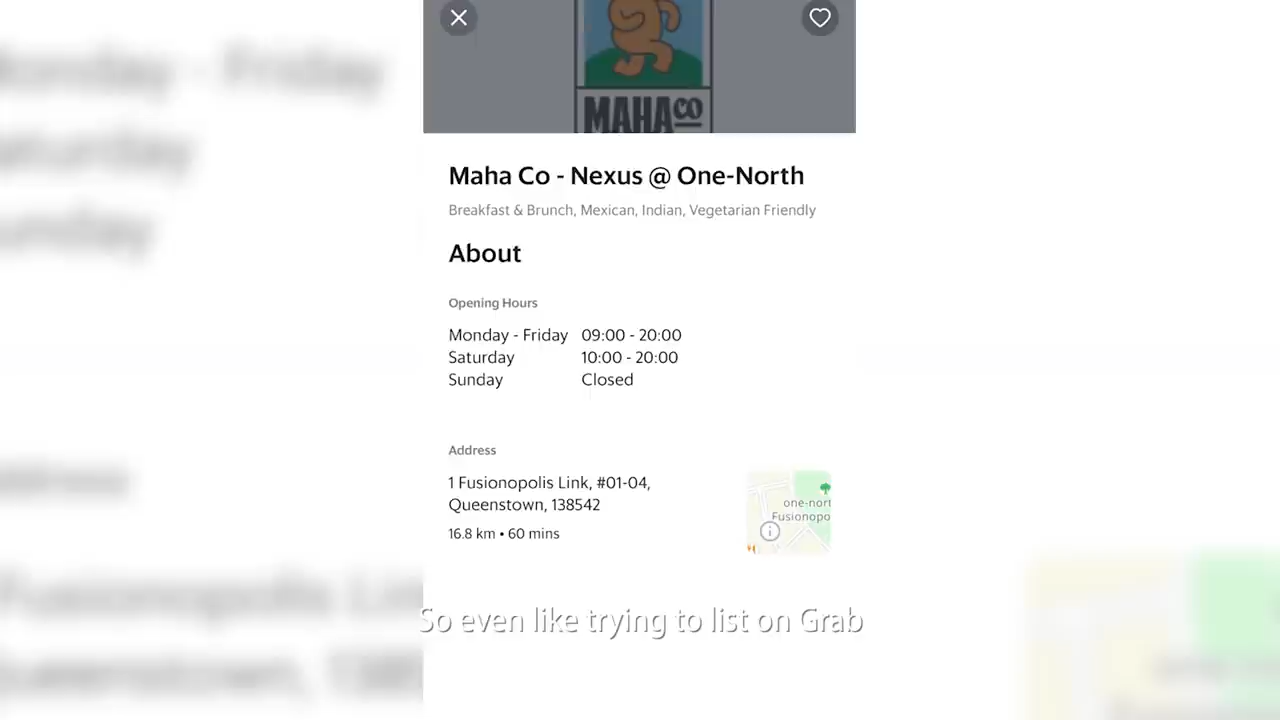 MAHA CO
Maha Co - Nexus @ One-North
Breakfast & Brunch, Mexican, Indian, Vegetarian Friendly
About
Opening Hours
Monday - Friday 09:00 - 20:00
Saturday 10:00 - 20:00
Sunday Closed
Address
1 Fusionopolis Link, #01-04,
Queenstown, 138542
one-nort
Fusionopo
16.8 km • 60 mins
So even like trying to list on Grab